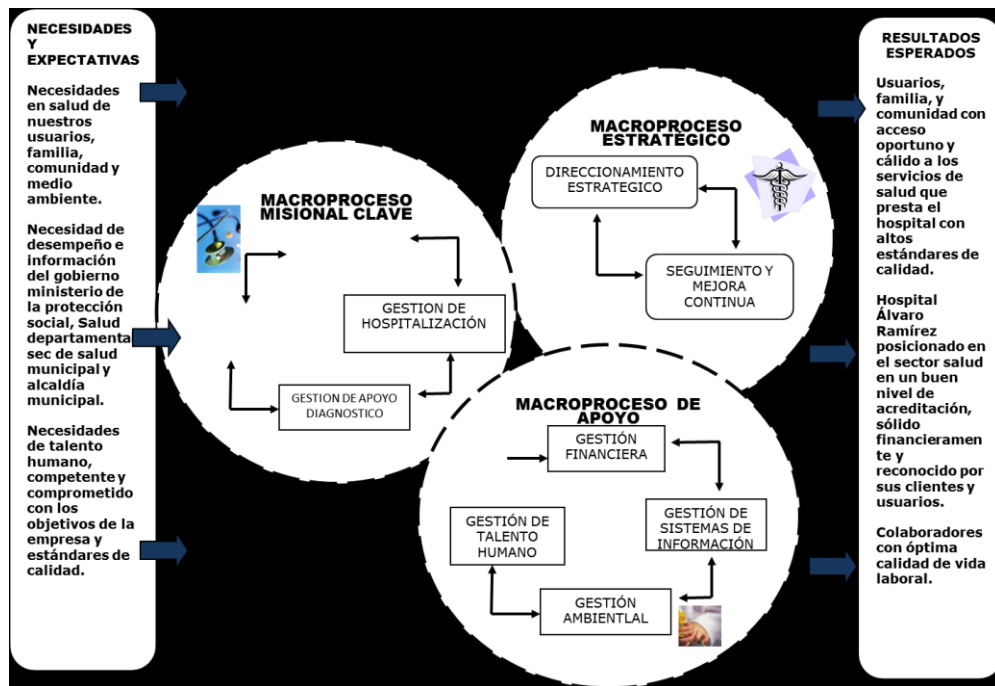 NECESIDADES
Y
EXPECTATIVAS
Necesidades
en salud de
nuestros
usuarios,
familia,
comunidad y
medio
ambiente.
Necesidad de
desempeño e
información
del gobierno
ministerio de
la protección
social, Salud
departamenta
sec de salud
municipal y
alcaldía
municipal.
Necesidades
de talento
humano,
competente y
comprometido
con los
objetivos de la
empresa y
estándares de
calidad.
MACROPROCESO
MISIONAL CLAVE
GESTION DE
HOSPITALIZACIÓN
GESTION DE APOYO
DIAGNOSTICO
MACROPROCESO
ESTRATÉGICO
DIRECCIONAMIENTO
ESTRATEGICO
SEGUIMIENTO Y
MEJORA
CONTINUA
MACROPROCESO DE
APOYO
GESTIÓN
FINANCIERA
GESTIÓN DE
TALENTO
HUMANO
GESTIÓN DE
SISTEMAS DE
INFORMACIÓN
GESTIÓN
AMBIENTLAL
RESULTADOS
ESPERADOS
Usuarios,
familia, y
comunidad con
acceso
oportuno y
cálido a los
servicios de
salud que
presta el
hospital con
altos
estándares de
calidad.
Hospital
Álvaro
Ramírez
posicionado en
el sector salud
en un buen
nivel de
acreditación,
sólido
financierame
nte y
reconocido por
sus clientes y
usuarios.
Colaboradores
con óptima
calidad de vida
laboral.